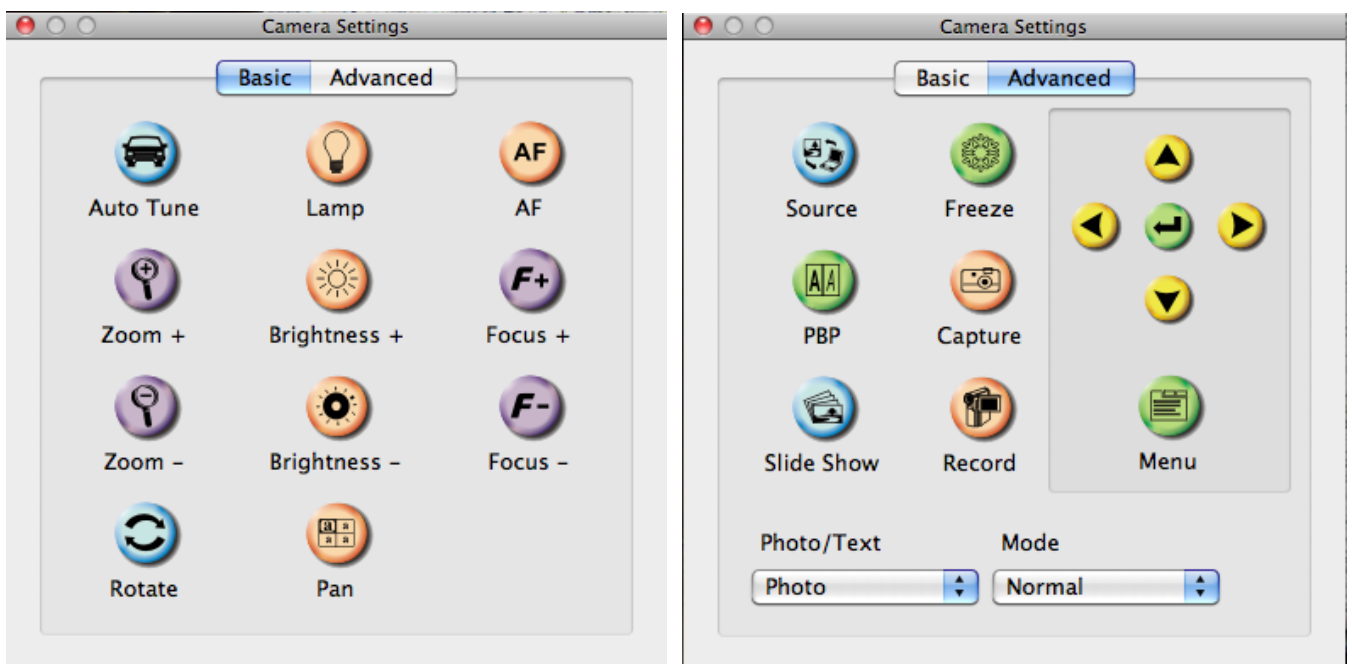 Camera Settings
Basic Advanced
Auto Tune Lamp AF AF
Zoom + Brightness + F+ Focus +
Zoom – Brightness – F- Focus –
Rotate a a a a Pan
Camera Settings
Basic Advanced
Source Freeze
AA PBP Capture
Slide Show Record Menu
Photo/Text Mode
Photo Normal